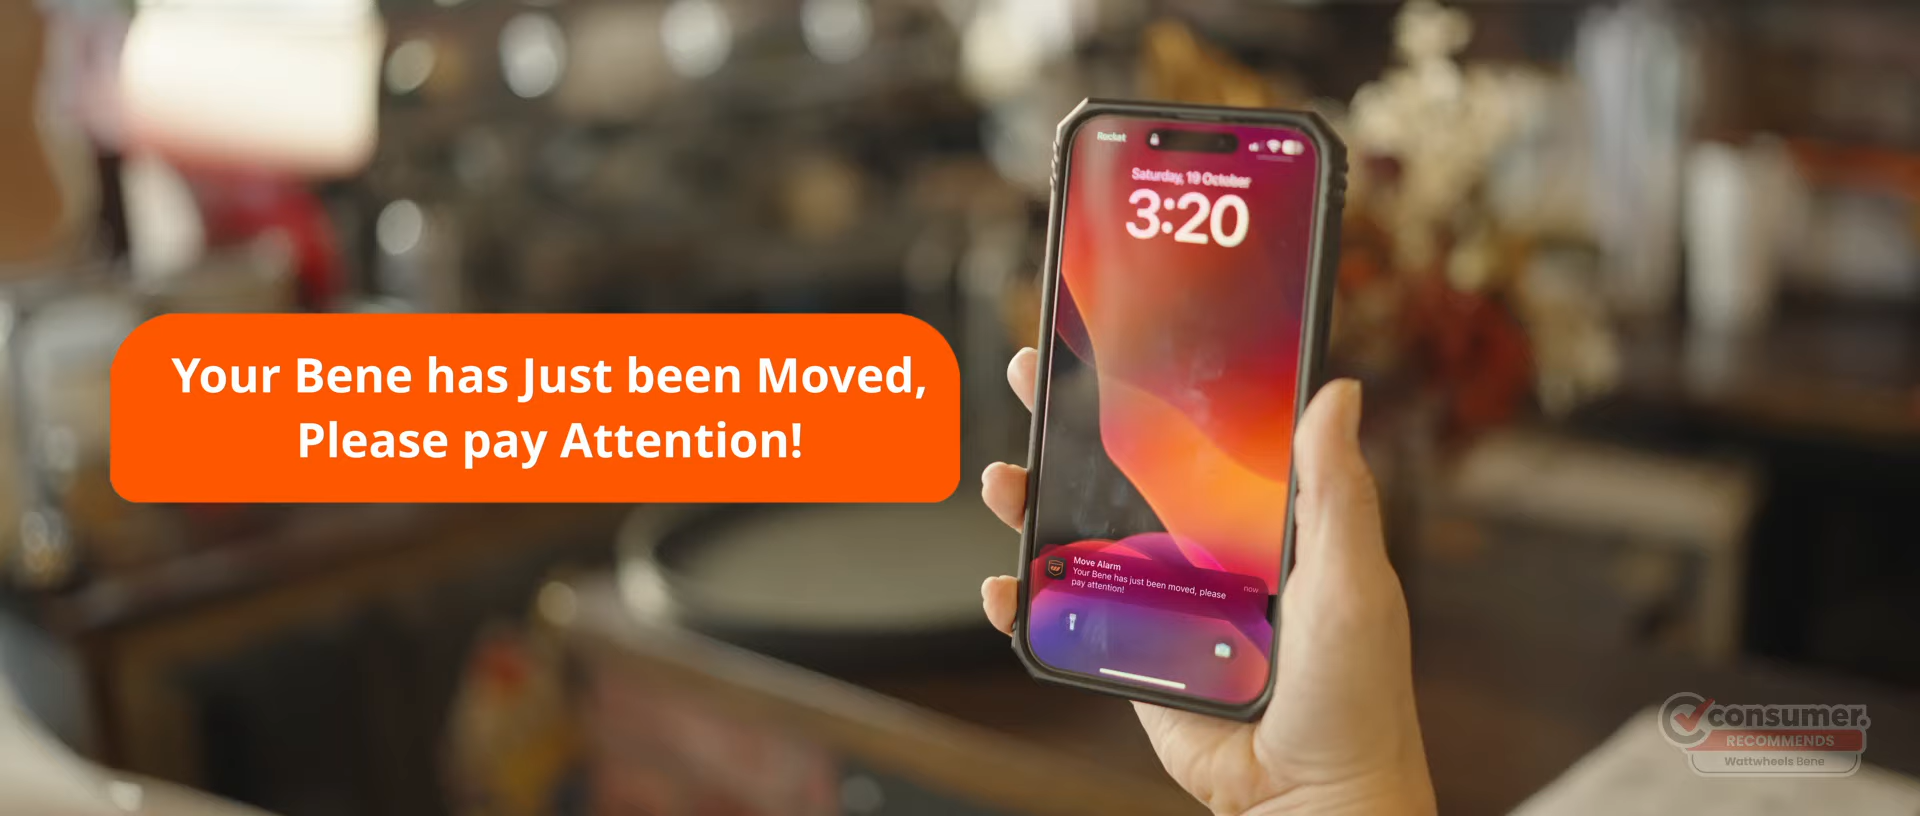 Your Bene has Just been Moved,
Please pay Attention!
Rocket
Saturday, 19 October
3:20
Move Alarm
now
Your Bene has just been moved, please
pay attention!
consumer.
RECOMMENDS
Wattwheels Bene